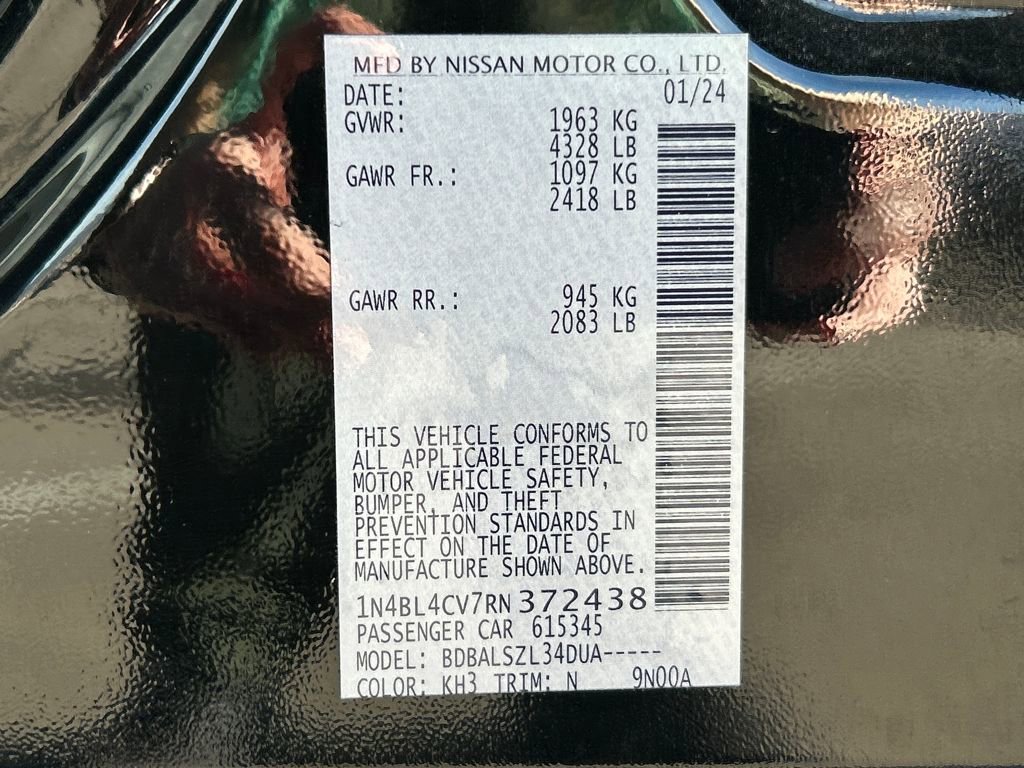 MFD BY NISSAN MOTOR CO., LTD.
DATE: 01/24
GVWR: 1963 KG
4328 LB
GAWR FR.: 1097 KG
2418 LB
GAWR RR.: 945 KG
2083 LB
THIS VEHICLE CONFORMS TO
ALL APPLICABLE FEDERAL
MOTOR VEHICLE SAFETY,
BUMPER, AND THEFT
PREVENTION STANDARDS IN
EFFECT ON THE DATE OF
MANUFACTURE SHOWN ABOVE.
1N4BL4CV7RN372438
PASSENGER CAR 615345
MODEL: BDBALSZL34DUA-----
COLOR: KH3 TRIM: N 9N00A